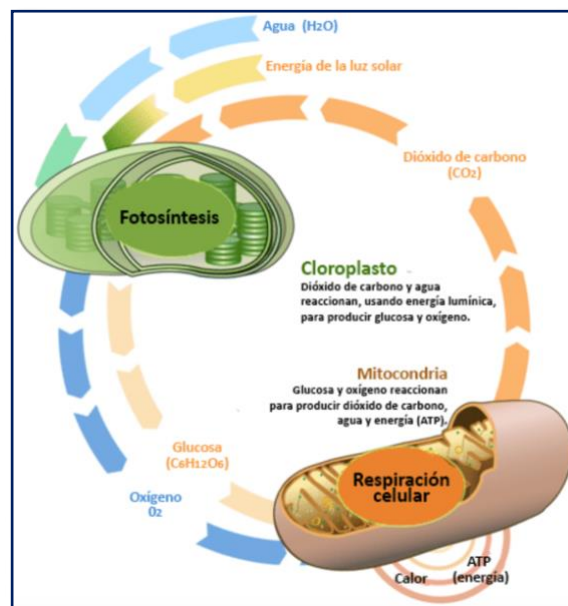 Agua (H2O)
Energía de la luz solar
Dióxido de carbono
(CO2)
Fotosíntesis
Cloroplasto
Dióxido de carbono y agua
reaccionan, usando energía lumínica,
para producir glucosa y oxígeno.
Mitocondria
Glucosa y oxígeno reaccionan
para producir dióxido de carbono,
agua y energía (ATP).
Glucosa
(C6H12O6)
Oxígeno
02
Respiración
celular
Calor
ATP
(energía)